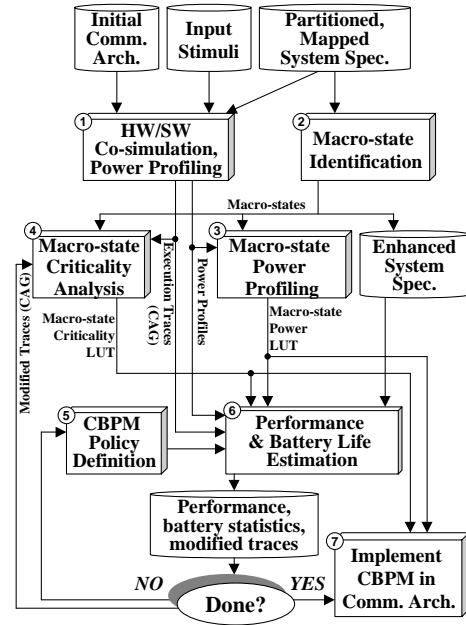 Initial
Comm.
Arch.
Input
Stimuli
Partitioned,
Mapped
System Spec.
1
HW/SW
Co-simulation,
Power Profiling
2
Macro-state
Identification
Macro-states
4
Macro-state
Criticality
Analysis
Execution Traces
(CAG)
Power Profiles
3
Macro-state
Power
Profiling
Enhanced
System
Spec.
Modified Traces (CAG)
Macro-state
Criticality
LUT
Macro-state
Power
LUT
5
CBPM
Policy
Definition
6
Performance
& Battery Life
Estimation
Performance,
battery statistics,
modified traces
7
Implement
CBPM in
Comm. Arch.
NO
YES
Done?